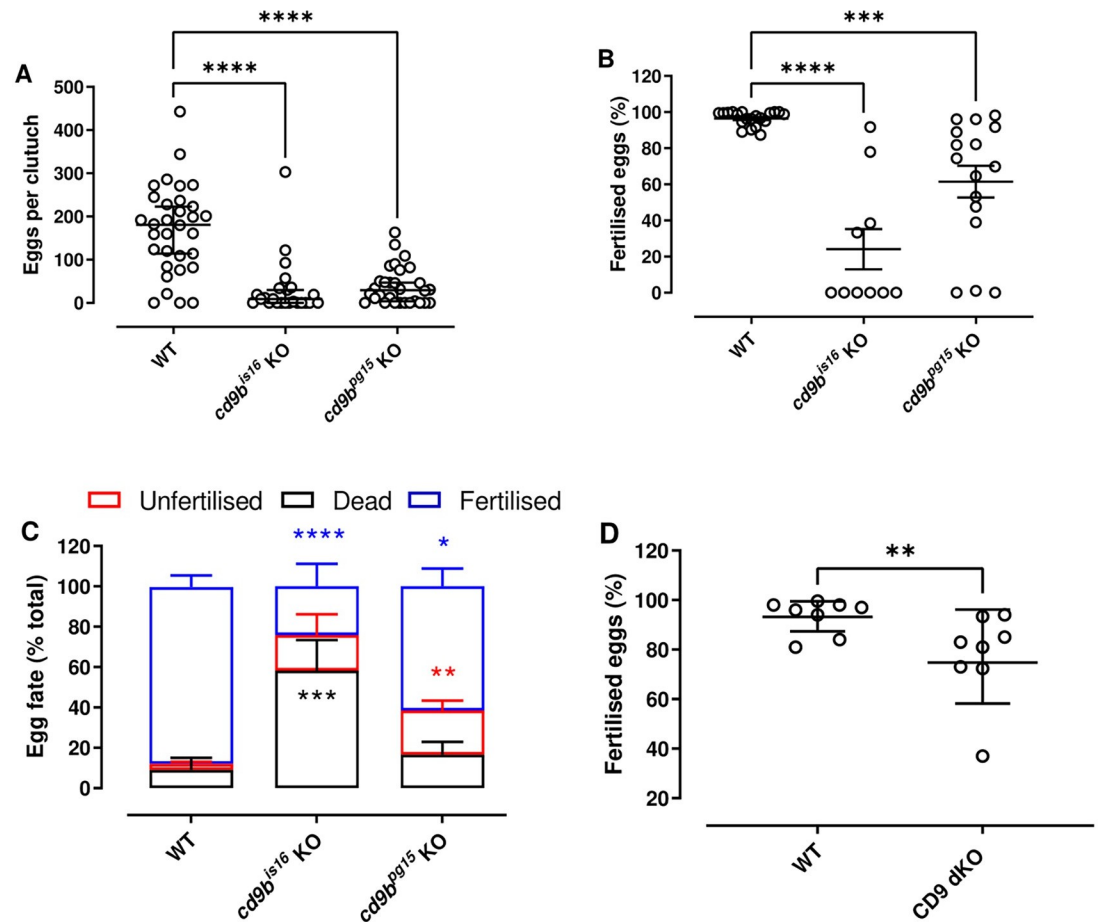 A
****
****
Eggs per clutuch
500
400
300
200
100
0
WT
cd9b^is16 KO
cd9b^pg15 KO
B
***
****
Fertilised eggs (%)
120
100
80
60
40
20
0
WT
cd9b^is16 KO
cd9b^pg15 KO
Unfertilised Dead Fertilised
C
Egg fate (% total)
120
100
80
60
40
20
0
****
*
**
***
WT
cd9b^is16 KO
cd9b^pg15 KO
D
**
Fertilised eggs (%)
120
100
80
60
40
20
WT
CD9 dKO